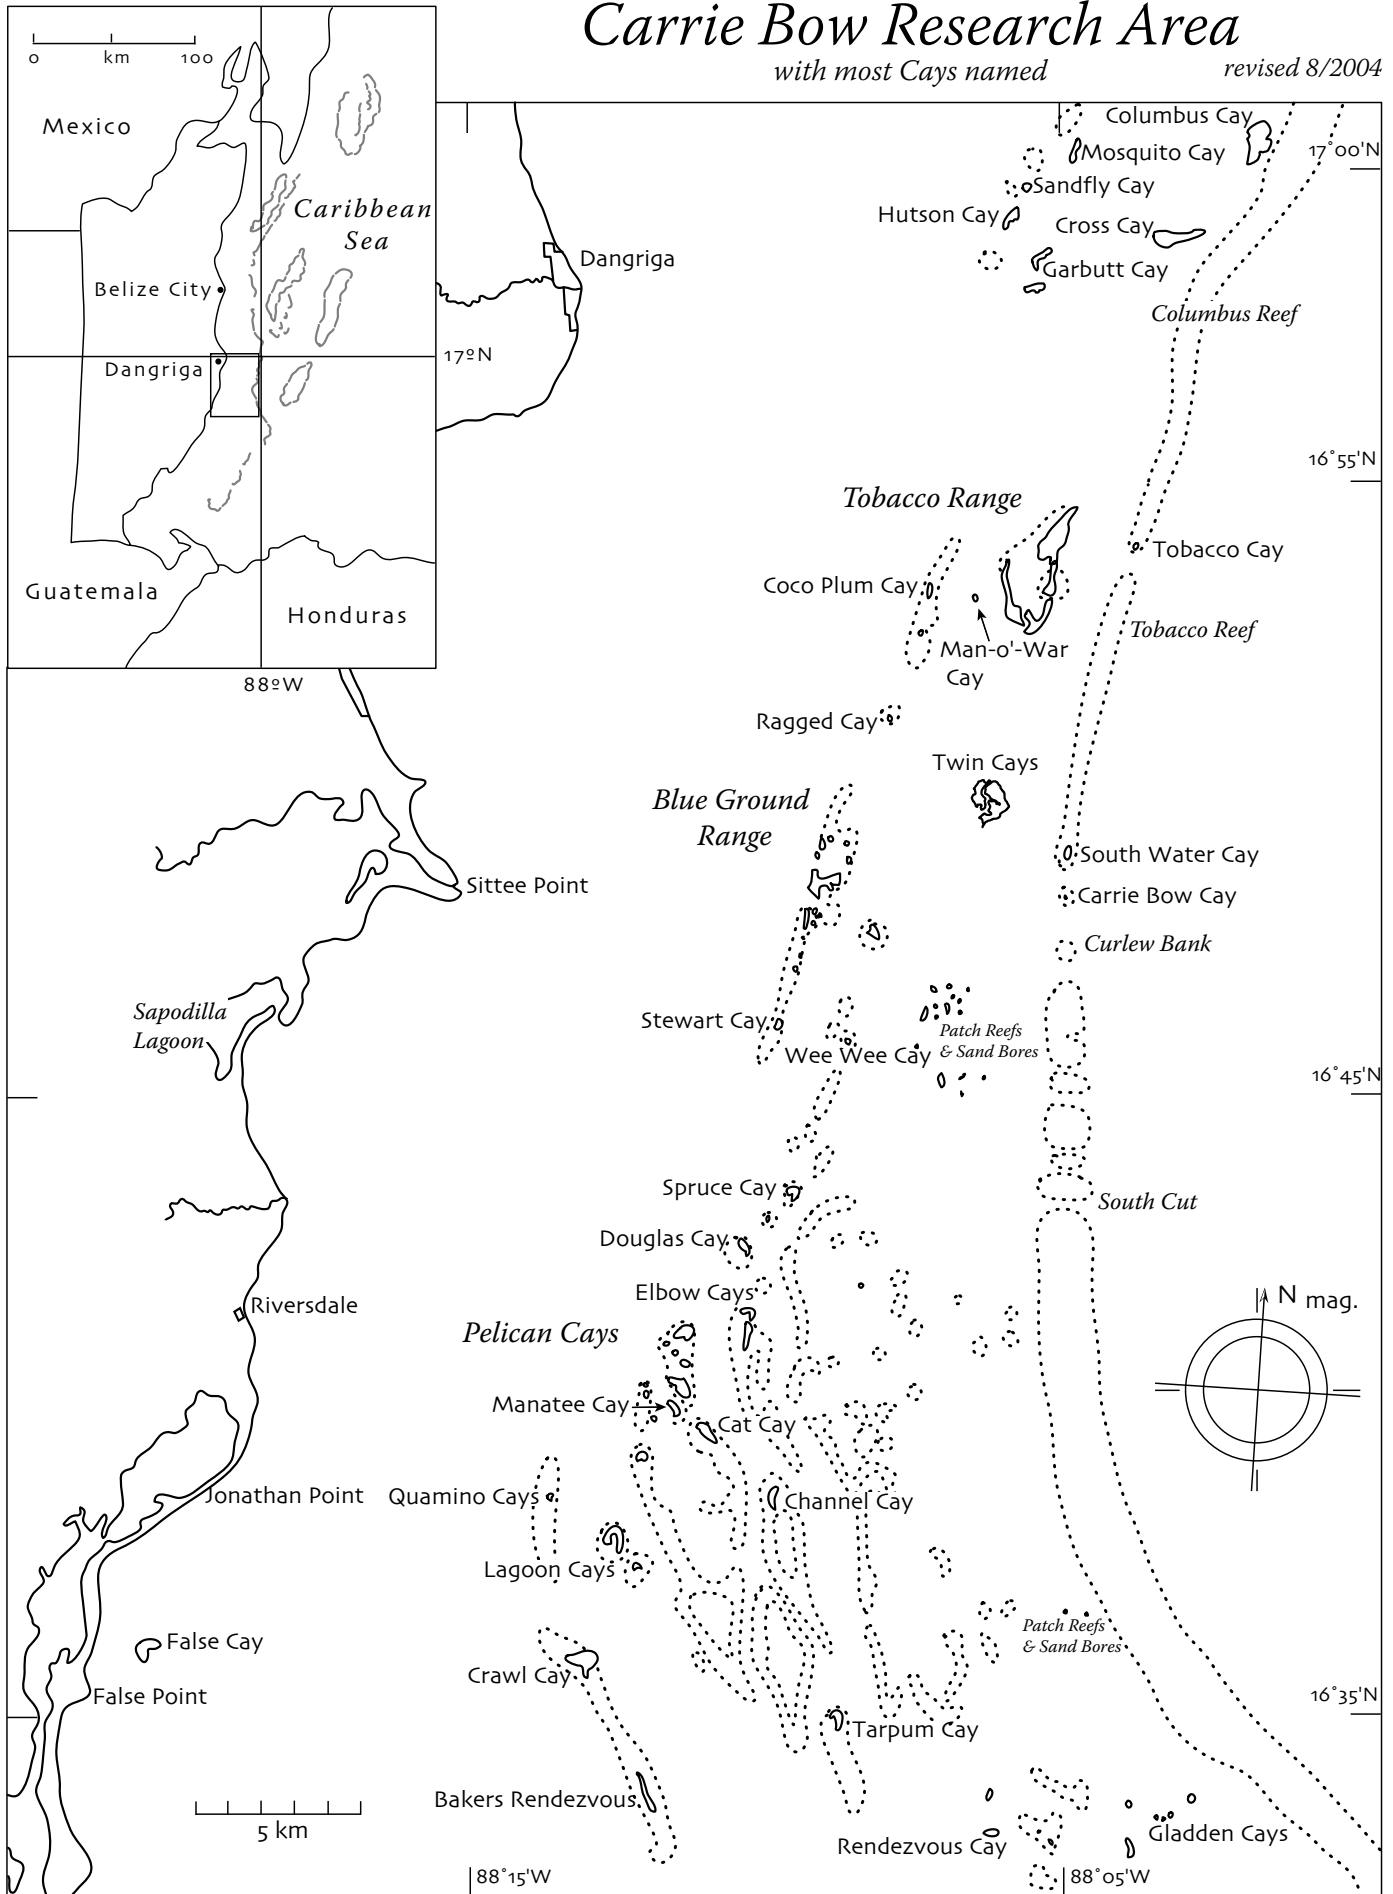 Carrie Bow Research Area
with most Cays named
revised 8/2004
0 km 100
Mexico
Caribbean
Sea
Belize City
Dangriga
17ºN
Guatemala
Honduras
88ºW
Columbus Cay
Mosquito Cay
17°00'N
Sandfly Cay
Hutson Cay
Cross Cay
Dangriga
Garbutt Cay
Columbus Reef
16°55'N
Tobacco Range
Tobacco Cay
Coco Plum Cay
Tobacco Reef
Man-o'-War
Cay
Ragged Cay
Twin Cays
Blue Ground
Range
South Water Cay
Sittee Point
Carrie Bow Cay
Curlew Bank
Sapodilla
Lagoon
Stewart Cay
Patch Reefs
& Sand Bores
Wee Wee Cay
16°45'N
Spruce Cay
South Cut
Douglas Cay
Elbow Cays
N mag.
Riversdale
Pelican Cays
Manatee Cay
Cat Cay
Jonathan Point
Quamino Cays
Channel Cay
Lagoon Cays
Patch Reefs
& Sand Bores
False Cay
Crawl Cay
False Point
16°35'N
Tarpum Cay
Bakers Rendezvous
5 km
Rendezvous Cay
Gladden Cays
88°15'W
88°05'W